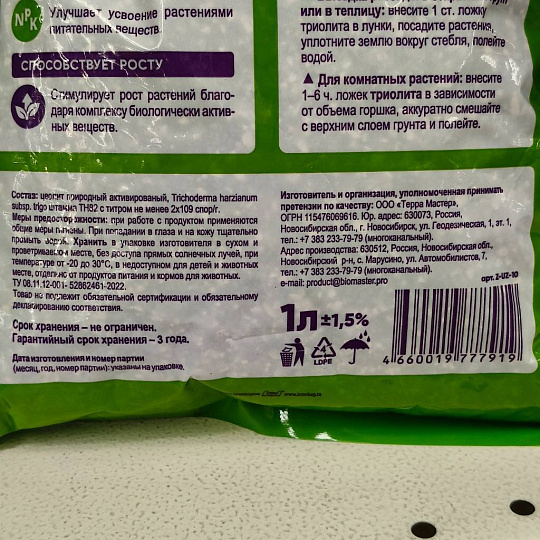 NPK
Улучшает усвоение растениями
питательных веществ
СПОСОБСТВУЕТ РОСТУ
Стимулирует рост растений благо-
даря комплексу биологически актив-
ных веществ.
или в теплицу: внесите 1 ст. ложку
триолита в лунки, посадите растения,
уплотните землю вокруг стебля, полейте
водой.
▲ Для комнатных растений: внесите
1–6 ч. ложек триолита в зависимости
от объема горшка, аккуратно смешайте
с верхним слоем грунта и полейте.
Состав: цеолит природный активированный, Trichoderma harzianum
subsp. trigo штамма TH82 с титром не менее 2х109 спор/г.
Меры предосторожности: при работе с продуктом применяются
общие меры гигиены. При попадании в глаза и на кожу тщательно
промыть водой. Хранить в упаковке изготовителя в сухом и
проветриваемом месте, без доступа прямых солнечных лучей, при
температуре от -20 до 30°С, в недоступном для детей и животных
месте, отдельно от продуктов питания и кормов для животных.
ТУ 08.11.12-001- 52862461-2022.
Товар не подлежит обязательной сертификации и обязательному
декларированию соответствия.
Срок хранения – не ограничен.
Гарантийный срок хранения – 3 года.
Дата изготовления и номер партии
(месяц, год, номер партии): указаны на упаковке.
Изготовитель и организация, уполномоченная принимать
претензии по качеству: ООО «Терра Мастер»,
ОГРН 115476069616. Юр. адрес: 630073, Россия,
Новосибирская обл., г. Новосибирск, ул. Геодезическая, 1, эт. 1,
тел.: +7 383 233-79-79 (многоканальный).
Адрес производства: 630512, Россия, Новосибирская обл.,
Новосибирский р-н, с. Марусино, ул. Автомобилистов, 7,
тел.: +7 383 233-79-79 (многоканальный).
e-mail: product@biomaster.pro
арт. 2-UZ-10
1л ±1,5%
4
LDPE
4 660019 777919